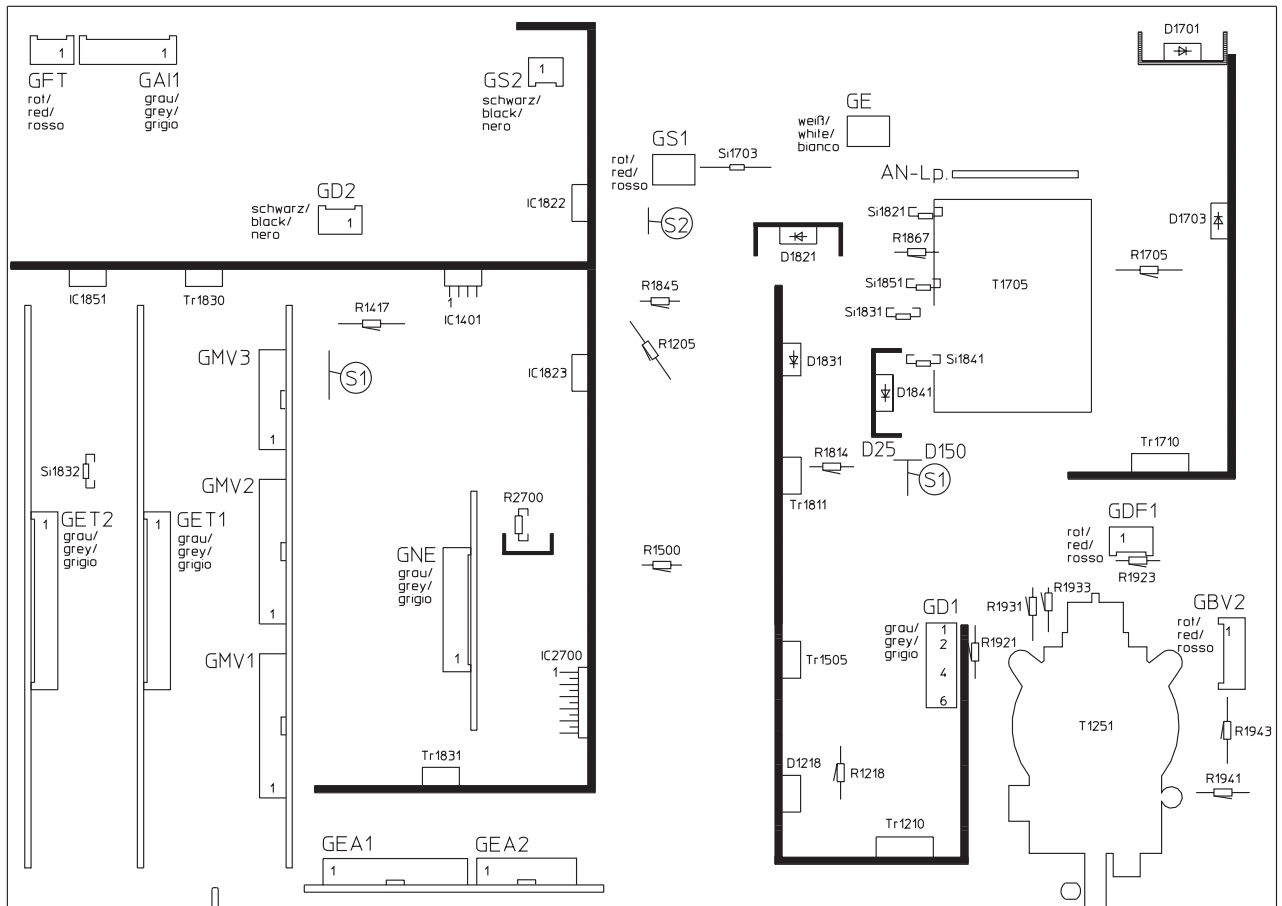 D1701
1
1
GFT
rot/
red/
rosso
GAI1
grau/
grey/
grigio
1
GS2
schwarz/
black/
nero
GE
weiß/
white/
bianco
GS1
rot/
red/
rosso
Si1703
AN-Lp.
GD2
schwarz/
black/
nero
1
IC1822
S2
Si1821
D1703
R1867
D1821
R1705
T1705
IC1851
Tr1830
1
IC1401
R1845
Si1851
R1417
Si1831
R1205
GMV3
S1
IC1823
D1831
Si1841
D1841
1
Tr1710
D25
D150
R1814
S1
Si1832
GMV2
R2700
Tr1811
GET2
grau/
grey/
grigio
1
GET1
grau/
grey/
grigio
1
GDF1
rot/
red/
rosso
1
GNE
grau/
grey/
grigio
1
R1500
R1923
1
R1933
R1931
GBV2
rot/
red/
rosso
1
GD1
grau/
grey/
grigio
1
2
4
6
R1921
GMV1
IC2700
1
Tr1505
T1251
R1943
Tr1831
D1218
R1218
R1941
1
Tr1210
GEA1
1
GEA2
1